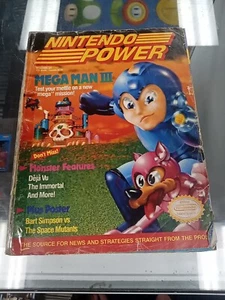 NINTENDO
POWER
MEGA MAN III
Test your mettle on a new
"mega" mission!
Don't Miss!
Monster Features
Déjà Vu
The Immortal
And More!
Plus Poster
Bart Simpson vs
The Space Mutants
THE SOURCE FOR NEWS AND STRATEGIES STRAIGHT FROM THE PROS